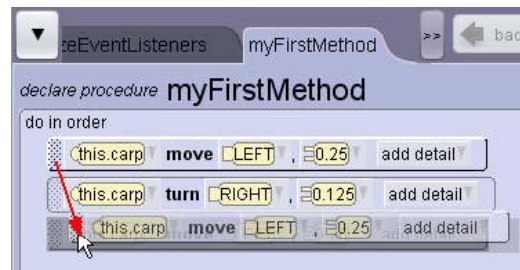 zeEventListeners myFirstMethod >> bac
declare procedure myFirstMethod
do in order
this.carp move LEFT , 0.25 add detail
this.carp turn RIGHT , 0.125 add detail
this.carp move LEFT , 0.25 add detail